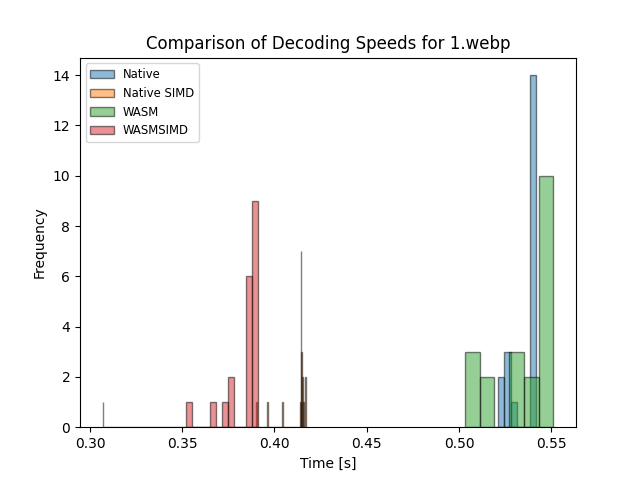 Comparison of Decoding Speeds for 1.webp
Native
Native SIMD
WASM
WASMSIMD
14
12
10
8
6
4
2
0
Frequency
0.30 0.35 0.40 0.45 0.50 0.55
Time [s]